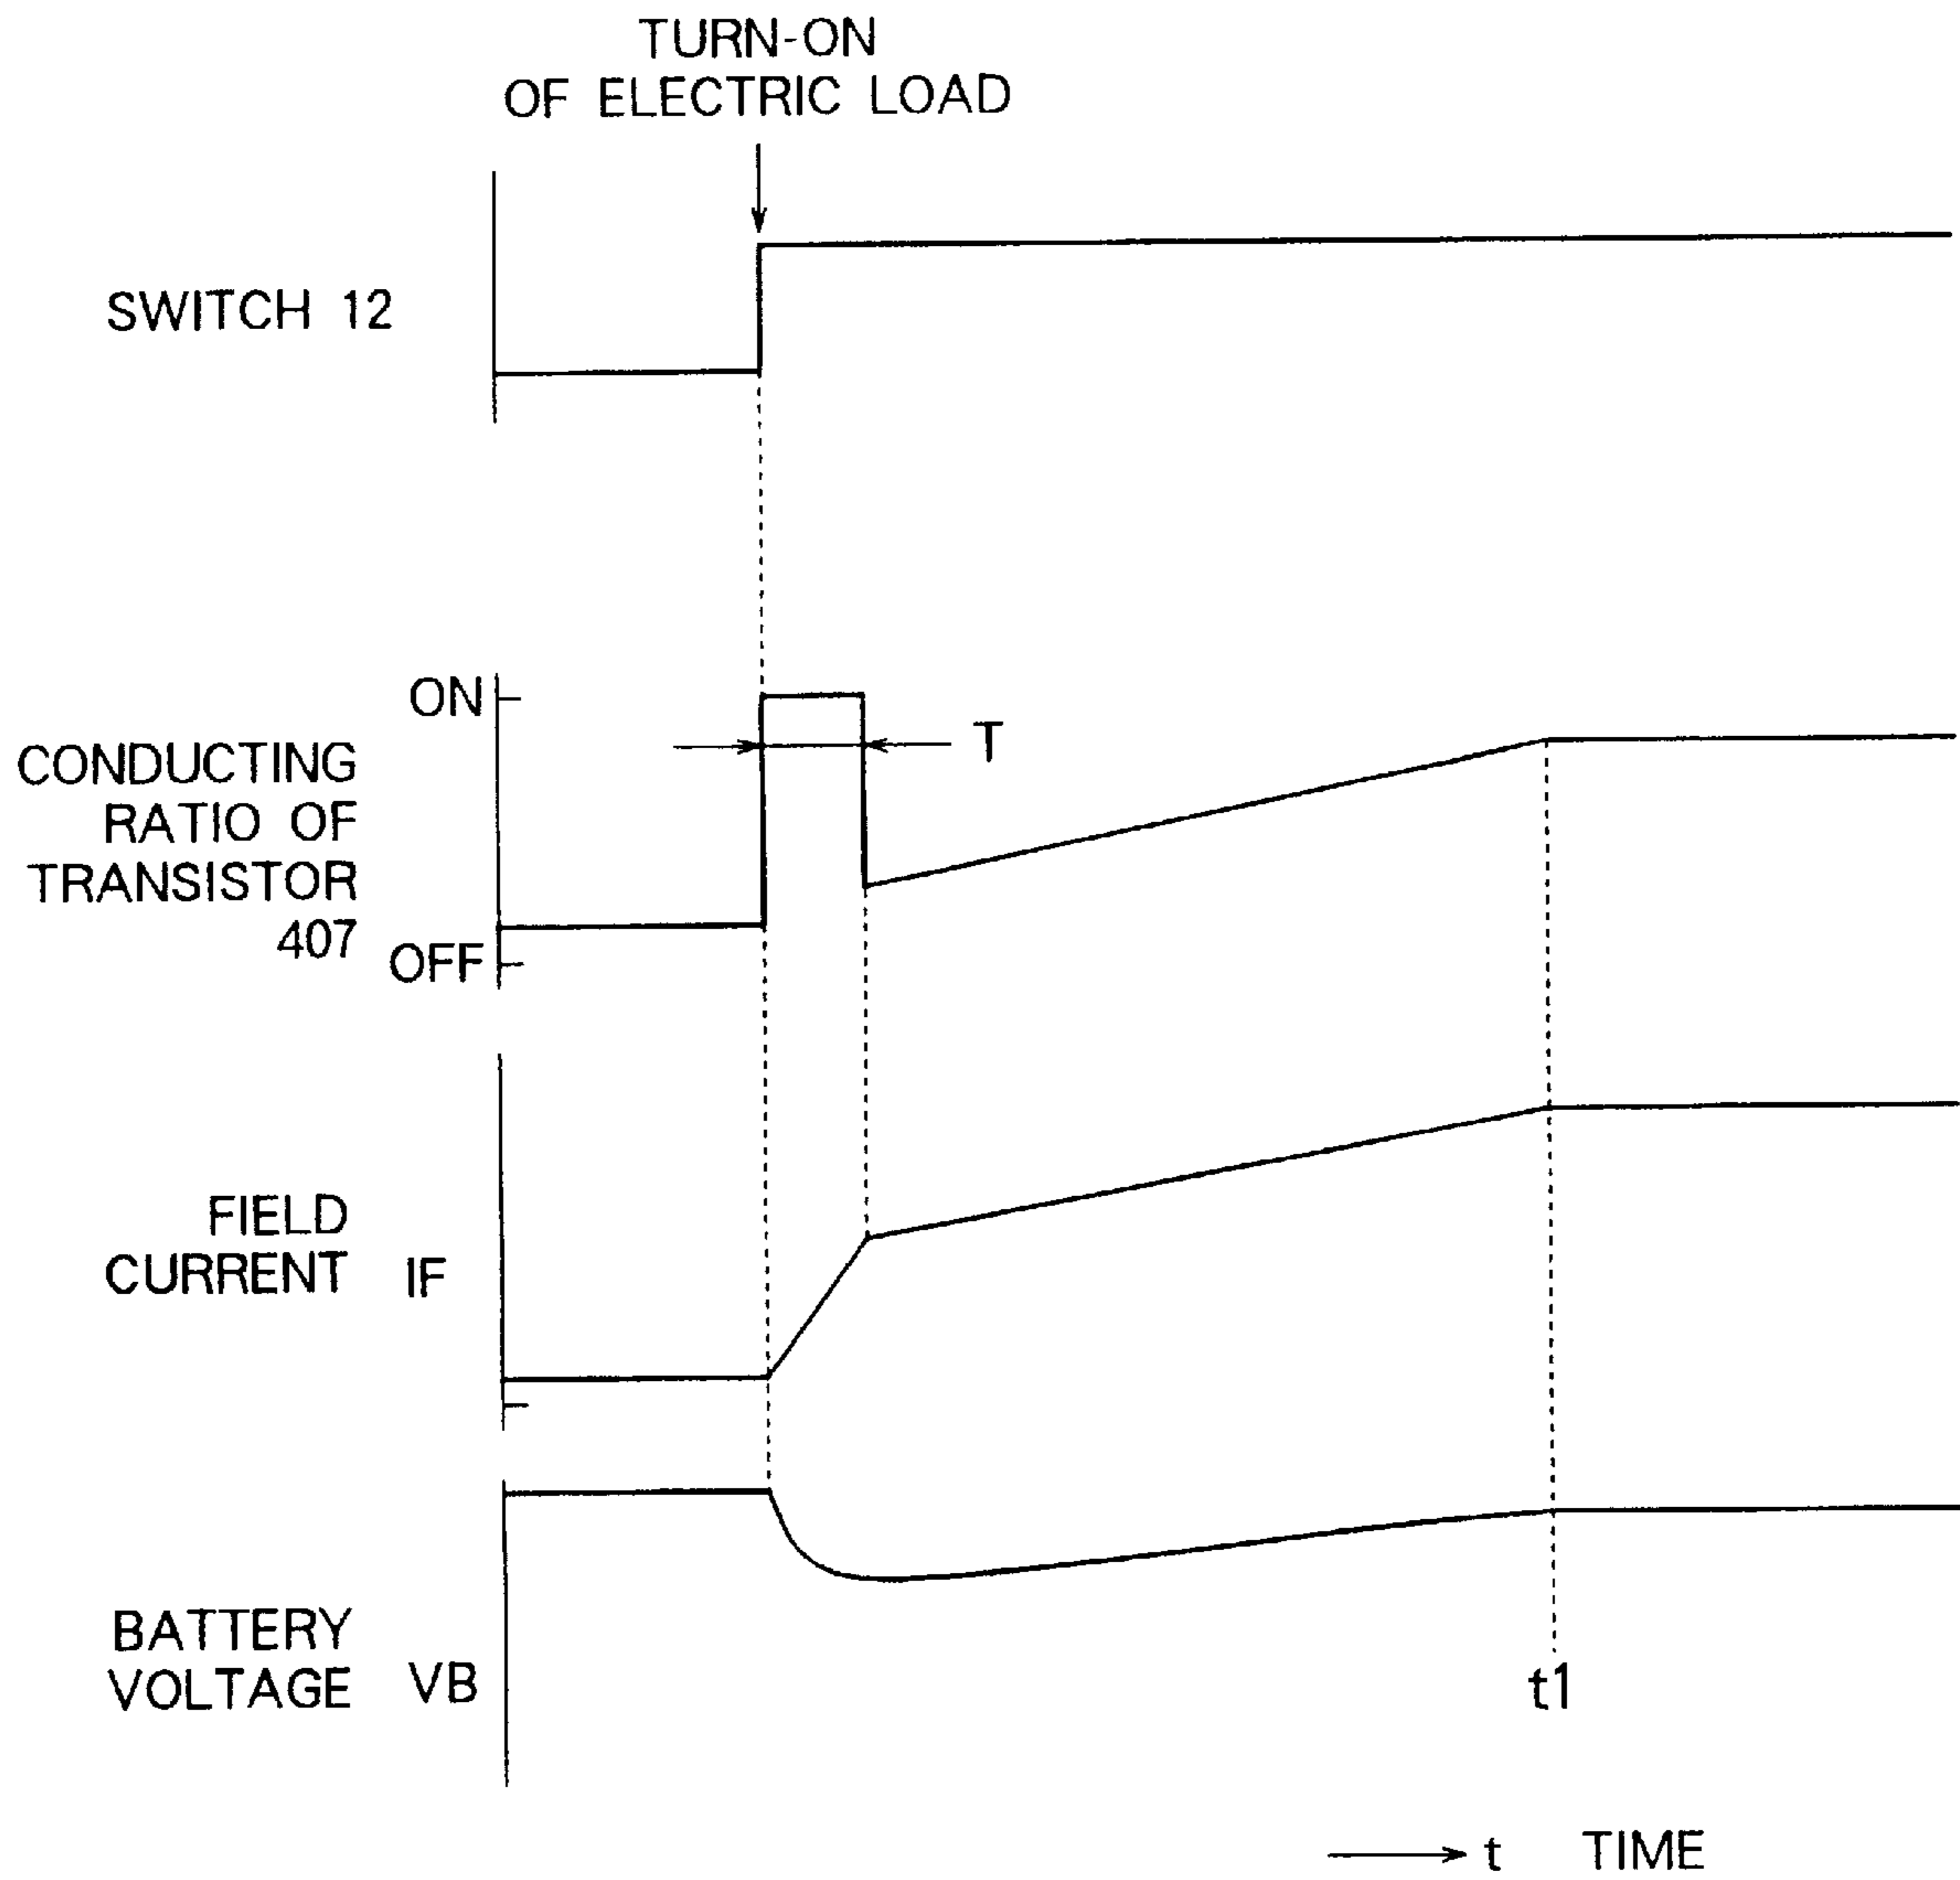 TURN-ON
OF ELECTRIC LOAD
SWITCH 12
ON
T
CONDUCTING
RATIO OF
TRANSISTOR
407
OFF
FIELD
CURRENT IF
BATTERY
VOLTAGE VB
t1
t TIME